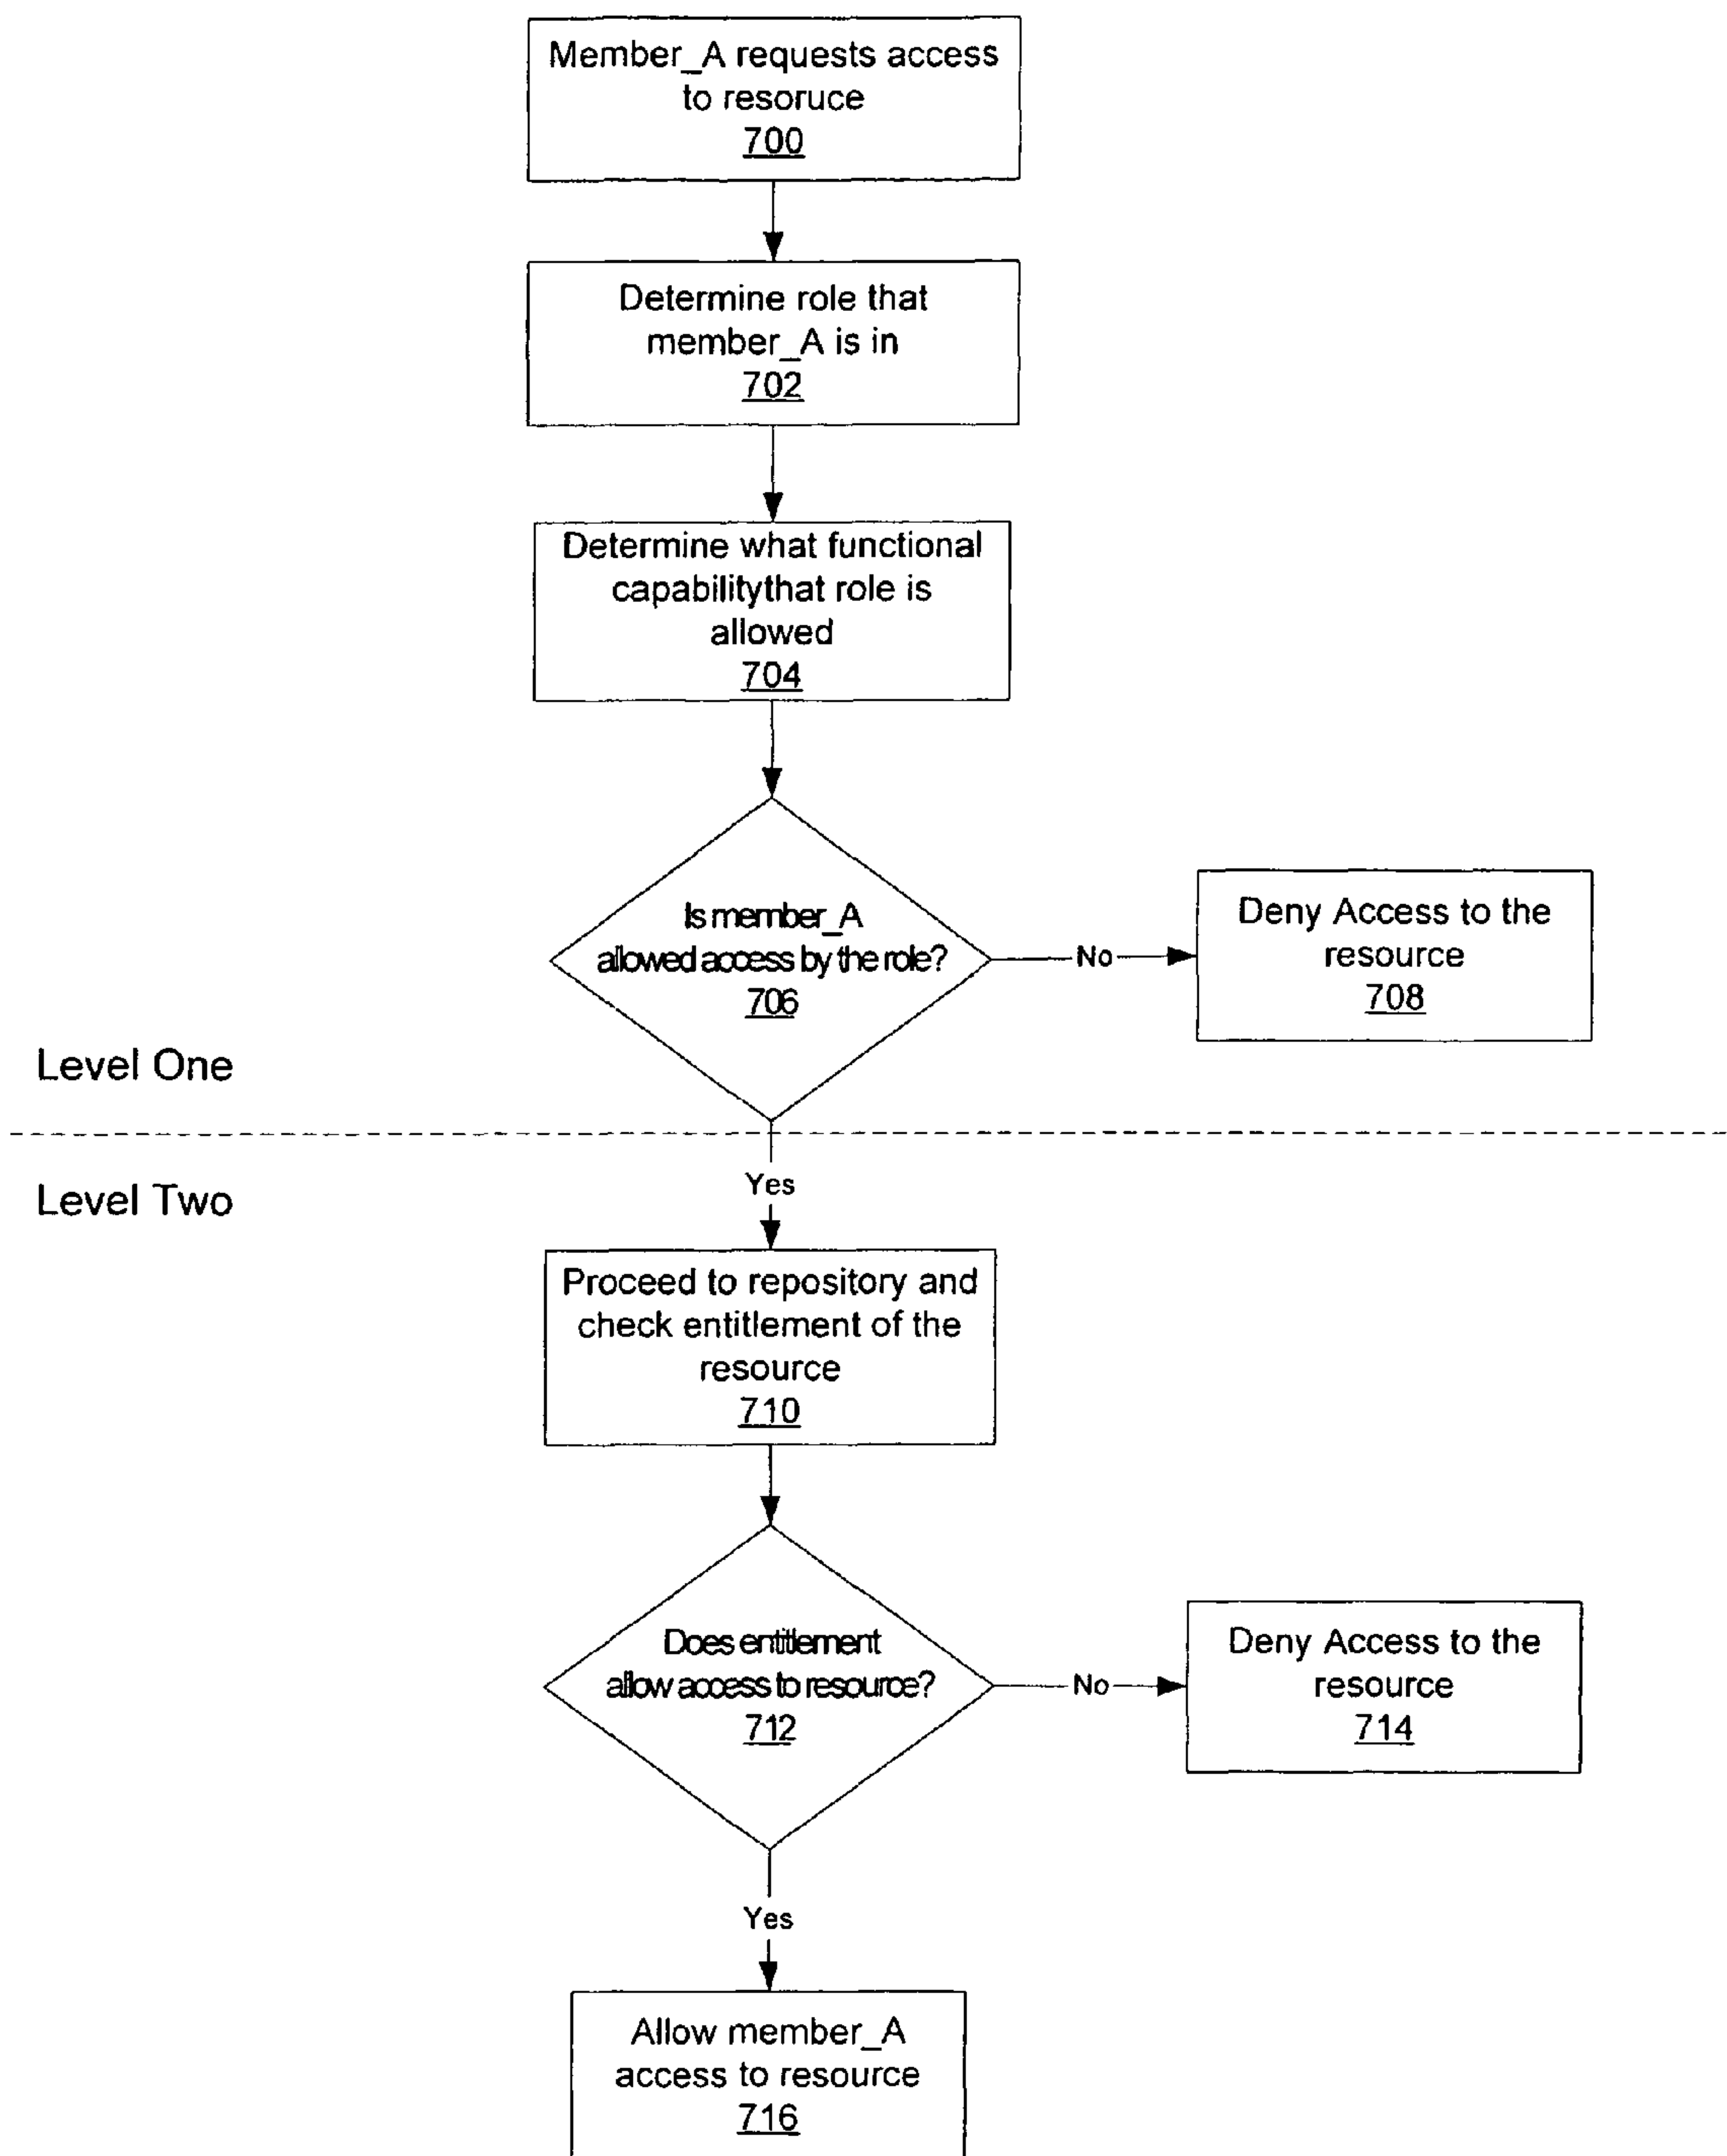 Member_A requests access
to resoruce
700
Determine role that
member_A is in
702
Determine what functional
capabilitythat role is
allowed
704
Is member_A
allowed access by the role?
706
No
Deny Access to the
resource
708
Level One
Level Two
Yes
Proceed to repository and
check entitlement of the
resource
710
Does entitlement
allow access to resource?
712
No
Deny Access to the
resource
714
Yes
Allow member_A
access to resource
716